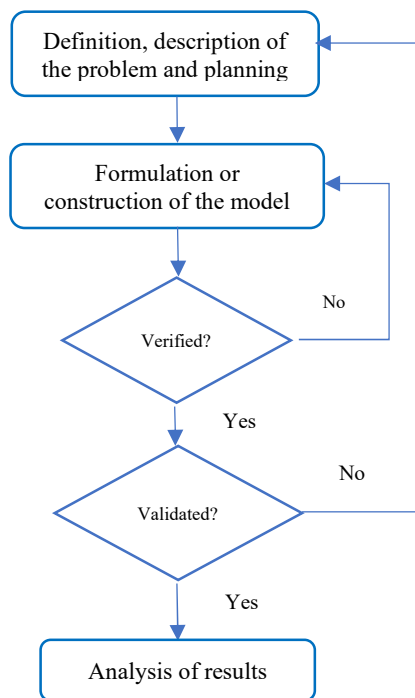 Definition, description of
the problem and planning
Formulation or
construction of the model
No
Verified?
Yes
No
Validated?
Yes
Analysis of results